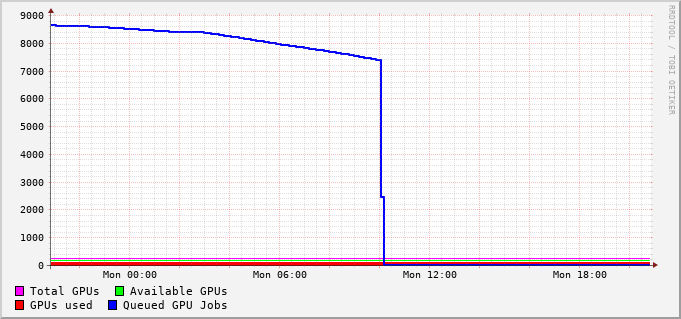 9000
8000
7000
6000
5000
4000
3000
2000
1000
0
Mon 00:00 Mon 06:00 Mon 12:00 Mon 18:00
Total GPUs Available GPUs
GPUs used Queued GPU Jobs
RRDTOOL / TOBI OETIKER